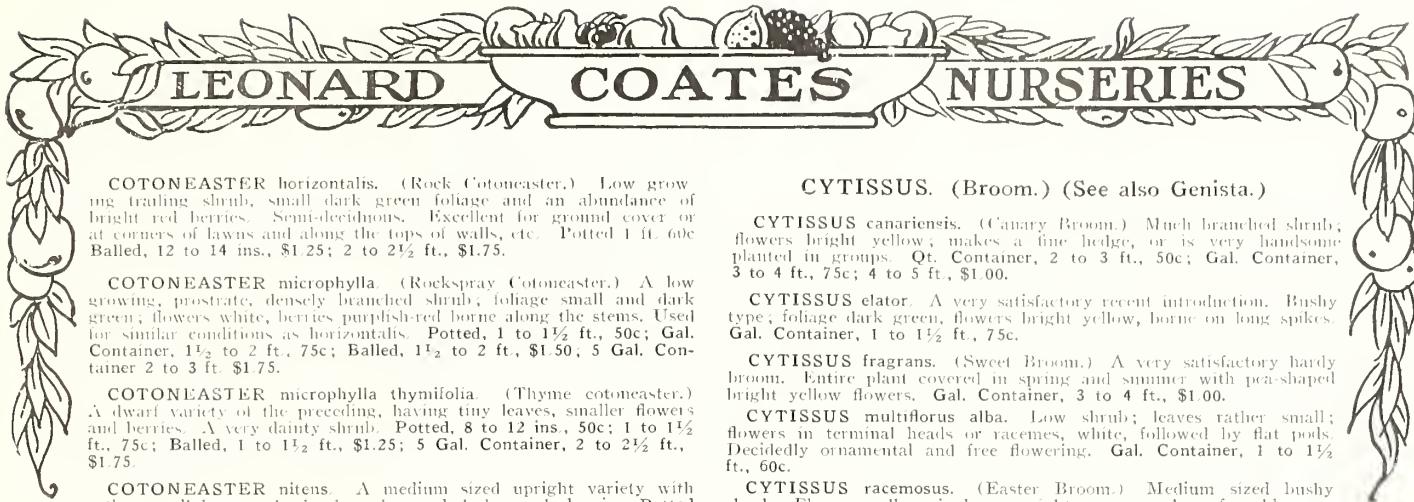 LEONARD COATES NURSERIES
COTONEASTER horizontalis. (Rock Cotoneaster.) Low grow
ing trailing shrub, small dark green foliage and an abundance of
bright red berries. Semi-deciduous. Excellent for ground cover or
at corners of lawns and along the tops of walls, etc. Potted 1 ft. 60c
Balled, 12 to 14 ins., $1.25; 2 to 2½ ft., $1.75.
COTONEASTER microphylla. (Rockspray Cotoneaster.) A low
growing, prostrate, densely branched shrub; foliage small and dark
green; flowers white, berries purplish-red borne along the stems. Used
for similar conditions as horizontalis. Potted, 1 to 1½ ft., 50c; Gal.
Container, 1½ to 2 ft., 75c; Balled, 1½ to 2 ft., $1.50; 5 Gal. Con-
tainer 2 to 3 ft. $1.75.
COTONEASTER microphylla thymifolia. (Thyme cotoneaster.)
A dwarf variety of the preceding, having tiny leaves, smaller flowers
and berries. A very dainty shrub. Potted, 8 to 12 ins., 50c; 1 to 1½
ft., 75c; Balled, 1 to 1½ ft., $1.25; 5 Gal. Container, 2 to 2½ ft.,
$1.75.
COTONEASTER nitens. A medium sized upright variety with
CYTISSUS. (Broom.) (See also Genista.)
CYTISSUS canariensis. (Canary Broom.) Much branched shrub;
flowers bright yellow; makes a fine hedge, or is very handsome
planted in groups. Qt. Container, 2 to 3 ft., 50c; Gal. Container,
3 to 4 ft., 75c; 4 to 5 ft., $1.00.
CYTISSUS elator. A very satisfactory recent introduction. Bushy
type; foliage dark green, flowers bright yellow, borne on long spikes.
Gal. Container, 1 to 1½ ft., 75c.
CYTISSUS fragrans. (Sweet Broom.) A very satisfactory hardy
broom. Entire plant covered in spring and summer with pea-shaped
bright yellow flowers. Gal. Container, 3 to 4 ft., $1.00.
CYTISSUS multiflorus alba. Low shrub; leaves rather small;
flowers in terminal heads or racemes, white, followed by flat pods.
Decidedly ornamental and free flowering. Gal. Container, 1 to 1½
ft., 60c.
CYTISSUS racemosus. (Easter Broom.) Medium sized bushy